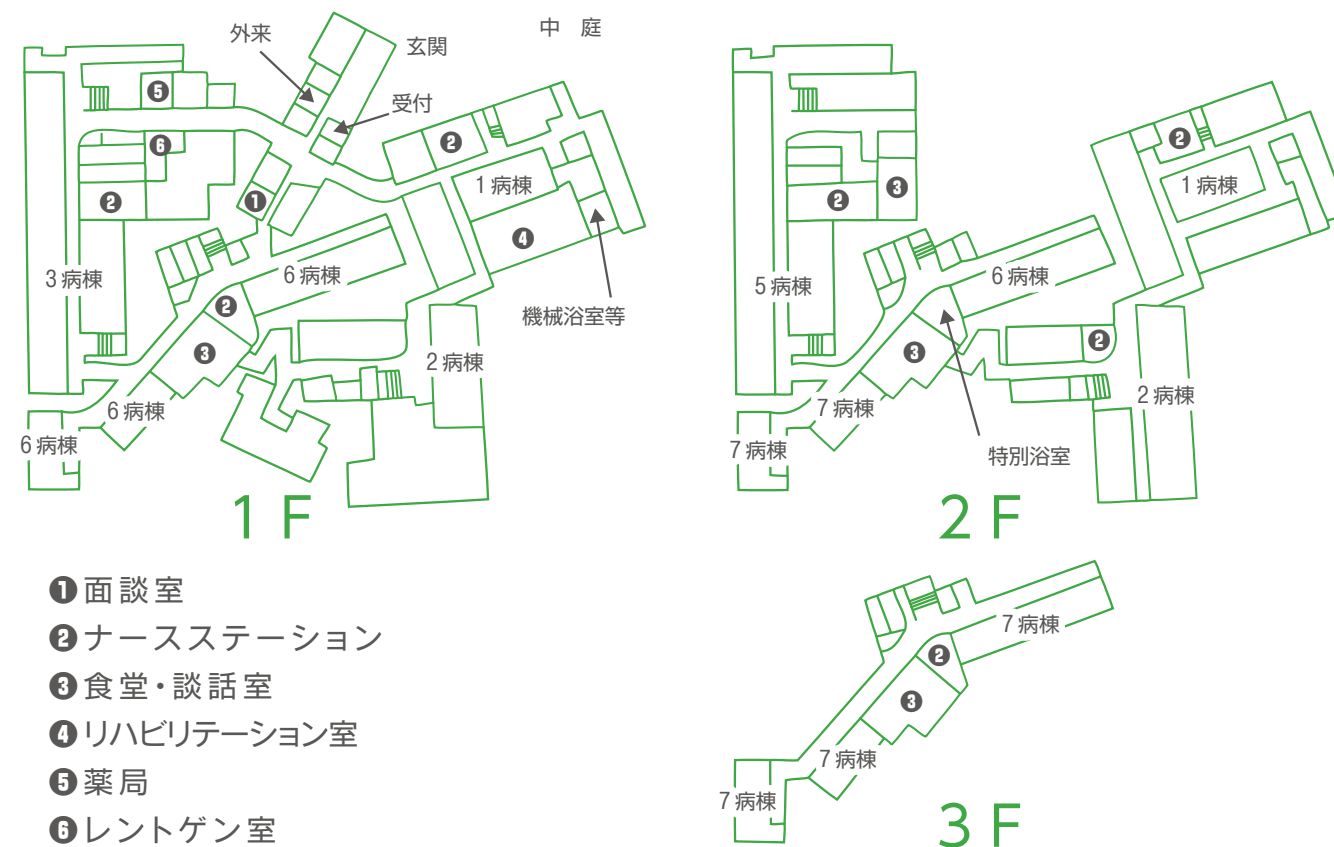 外来
玄関
中 庭
受付
❺
❻
❷
❷
❶
1病棟
❹
3病棟
6病棟
❷
機械浴室等
❸
2病棟
6病棟
6病棟
1F
❷
❸
❷
1病棟
5病棟
6病棟
❸
❷
7病棟
2病棟
7病棟
特別浴室
2F
❶面談室
❷ナースステーション
❸食堂・談話室
❹リハビリテーション室
❺薬局
❻レントゲン室
7病棟
❷
❸
7病棟
7病棟
3F